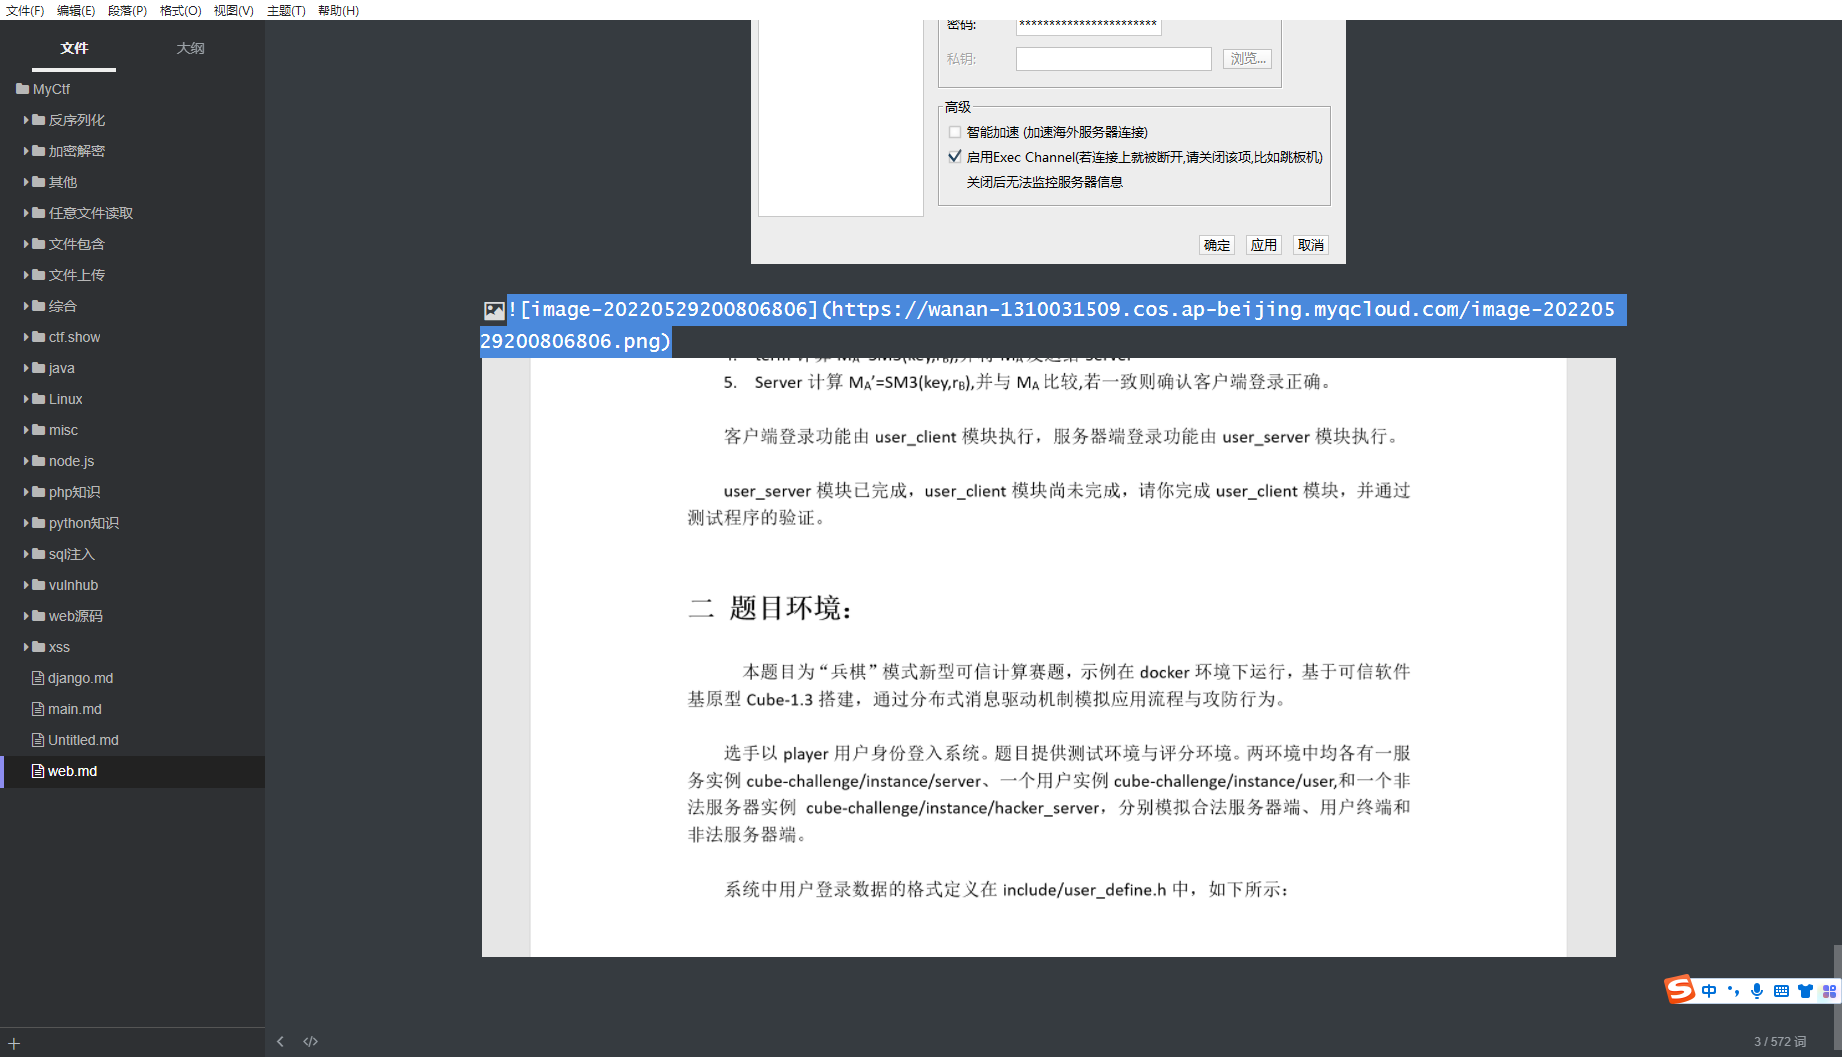 文件(F) 编辑(E) 段落(P) 格式(O) 视图(V) 主题(T) 帮助(H)
文件 大纲
MyCtf
反序列化
加密解密
其他
任意文件读取
文件包含
文件上传
综合
ctf.show
java
Linux
misc
node.js
php知识
python知识
sql注入
vulnhub
web源码
xss
django.md
main.md
Untitled.md
web.md
密码: ***********************
私钥: 浏览...
高级
智能加速 (加速海外服务器连接)
启用Exec Channel(若连接上就被断开,请关闭该项,比如跳板机)
关闭后无法监控服务器信息
确定 应用 取消
![image-20220529200806806](https://wanan-1310031509.cos.ap-beijing.myqcloud.com/image-202205
29200806806.png)
5. Server 计算 MA’=SM3(key,rB),并与 MA 比较,若一致则确认客户端登录正确。
客户端登录功能由 user_client 模块执行，服务器端登录功能由 user_server 模块执行。
user_server 模块已完成，user_client 模块尚未完成，请你完成 user_client 模块，并通过
测试程序的验证。
二 题目环境：
本题目为“兵棋”模式新型可信计算赛题，示例在 docker 环境下运行，基于可信软件
基原型 Cube-1.3 搭建，通过分布式消息驱动机制模拟应用流程与攻防行为。
选手以 player 用户身份登入系统。题目提供测试环境与评分环境。两环境中均各有一服
务实例 cube-challenge/instance/server、一个用户实例 cube-challenge/instance/user,和一个非
法服务器实例 cube-challenge/instance/hacker_server，分别模拟合法服务器端、用户终端和
非法服务器端。
系统中用户登录数据的格式定义在 include/user_define.h 中，如下所示：
中
3 / 572 词